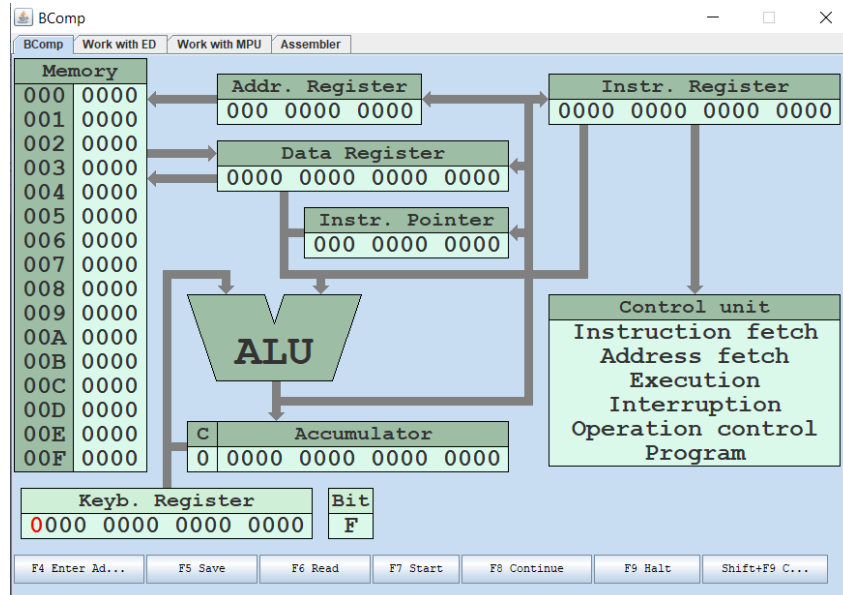 BComp
BComp Work with ED Work with MPU Assembler
Memory
000 0000
001 0000
002 0000
003 0000
004 0000
005 0000
006 0000
007 0000
008 0000
009 0000
00A 0000
00B 0000
00C 0000
00D 0000
00E 0000
00F 0000
Addr. Register
000 0000 0000
Instr. Register
0000 0000 0000 0000
Data Register
0000 0000 0000 0000
Instr. Pointer
000 0000 0000
ALU
Control unit
Instruction fetch
Address fetch
Execution
Interruption
Operation control
Program
C Accumulator
0 0000 0000 0000 0000
Keyb. Register
0000 0000 0000 0000
Bit
F
F4 Enter Ad... F5 Save F6 Read F7 Start F8 Continue F9 Halt Shift+F9 C...